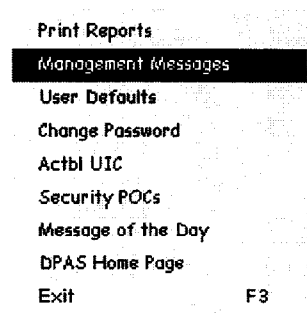 Print Reports
Management Messages
User Defaults
Change Password
Actbl UIC
Security POCs
Message of the Day
DPAS Home Page
Exit F3